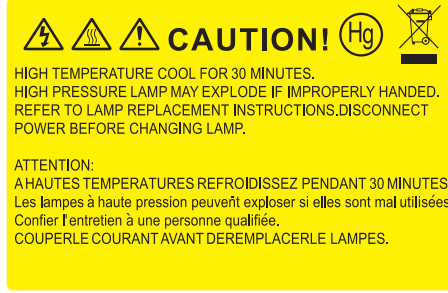 CAUTION! Hg
HIGH TEMPERATURE COOL FOR 30 MINUTES.
HIGH PRESSURE LAMP MAY EXPLODE IF IMPROPERLY HANDED.
REFER TO LAMP REPLACEMENT INSTRUCTIONS.DISCONNECT
POWER BEFORE CHANGING LAMP.
ATTENTION:
A HAUTES TEMPERATURES REFROIDISSEZ PENDANT 30 MINUTES
Les lampes à haute pression peuvent exploser si elles sont mal utilisées
Confier l'entretien à une personne qualifiée.
COUPERLE COURANT AVANT DEREMPLACERLE LAMPES.